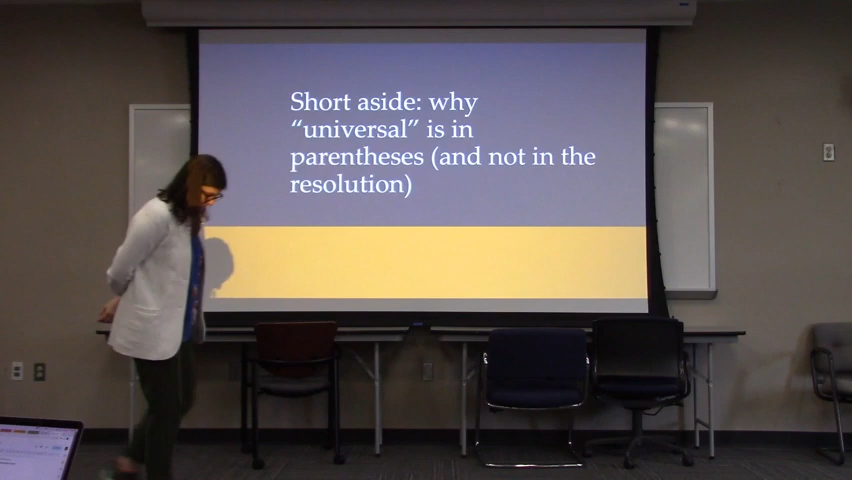 Short aside: why
“universal” is in
parentheses (and not in the
resolution)